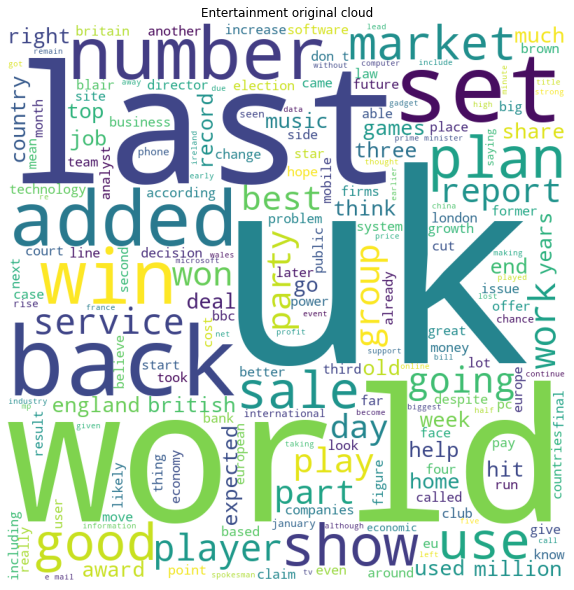 Entertainment original cloud
right britain another increase software lead
remain number don t market much
got blair director came computer include brown
last without law set minute title
country month away site seen due able future strong
top business record music side data gadget big high
job phone ireland games place prime minister share saying
mean team analyst change star three thought plan
technology early hope mobile firms earlier report
re according best think china former
added problem system london growth years
court line decision wales public price cut making
next second microsoft later uk group end played
case win won party go already issue work
rise france deal bbc power event offer lost chance
service cost net profit great money bill
believe start better third support old online lot europe continue
back took sale going
industry mp england british far biggest despite half pc
given bank international become day week final
result european taking look face pay countries
world
likely thing economy expected play figure help four hit run
including move user information part companies home called club
really good based january although economic eu fixed give
award player show left use know
point claim even around call
e mail spokesman tv used million